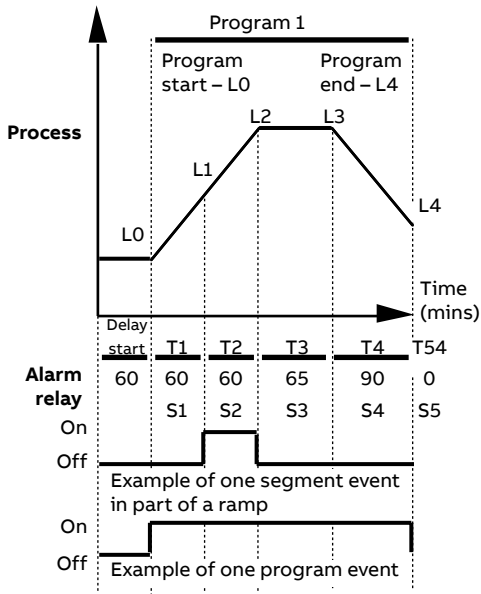 Program 1
Program
start – L0
Program
end – L4
Process
L2
L3
L1
L4
L0
Time
(mins)
Delay
start
T1
T2
T3
T4
T54
Alarm
relay
60
60
60
65
90
0
S1
S2
S3
S4
S5
On
Off
Example of one segment event
in part of a ramp
On
Off
Example of one program event